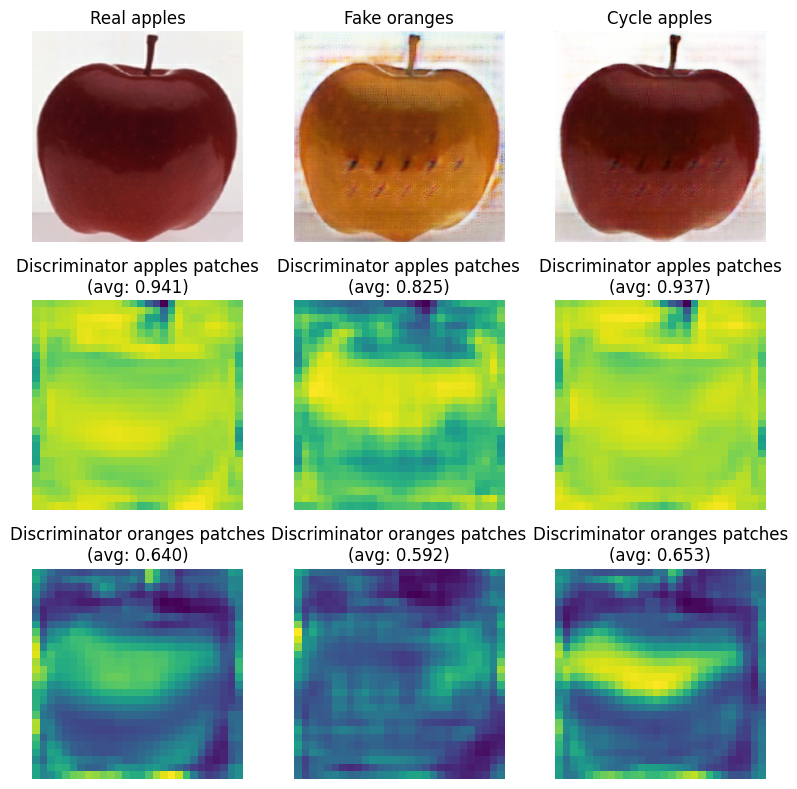 Real apples
Fake oranges
Cycle apples
Discriminator apples patches
(avg: 0.941)
Discriminator apples patches
(avg: 0.825)
Discriminator apples patches
(avg: 0.937)
Discriminator oranges patches
(avg: 0.640)
Discriminator oranges patches
(avg: 0.592)
Discriminator oranges patches
(avg: 0.653)